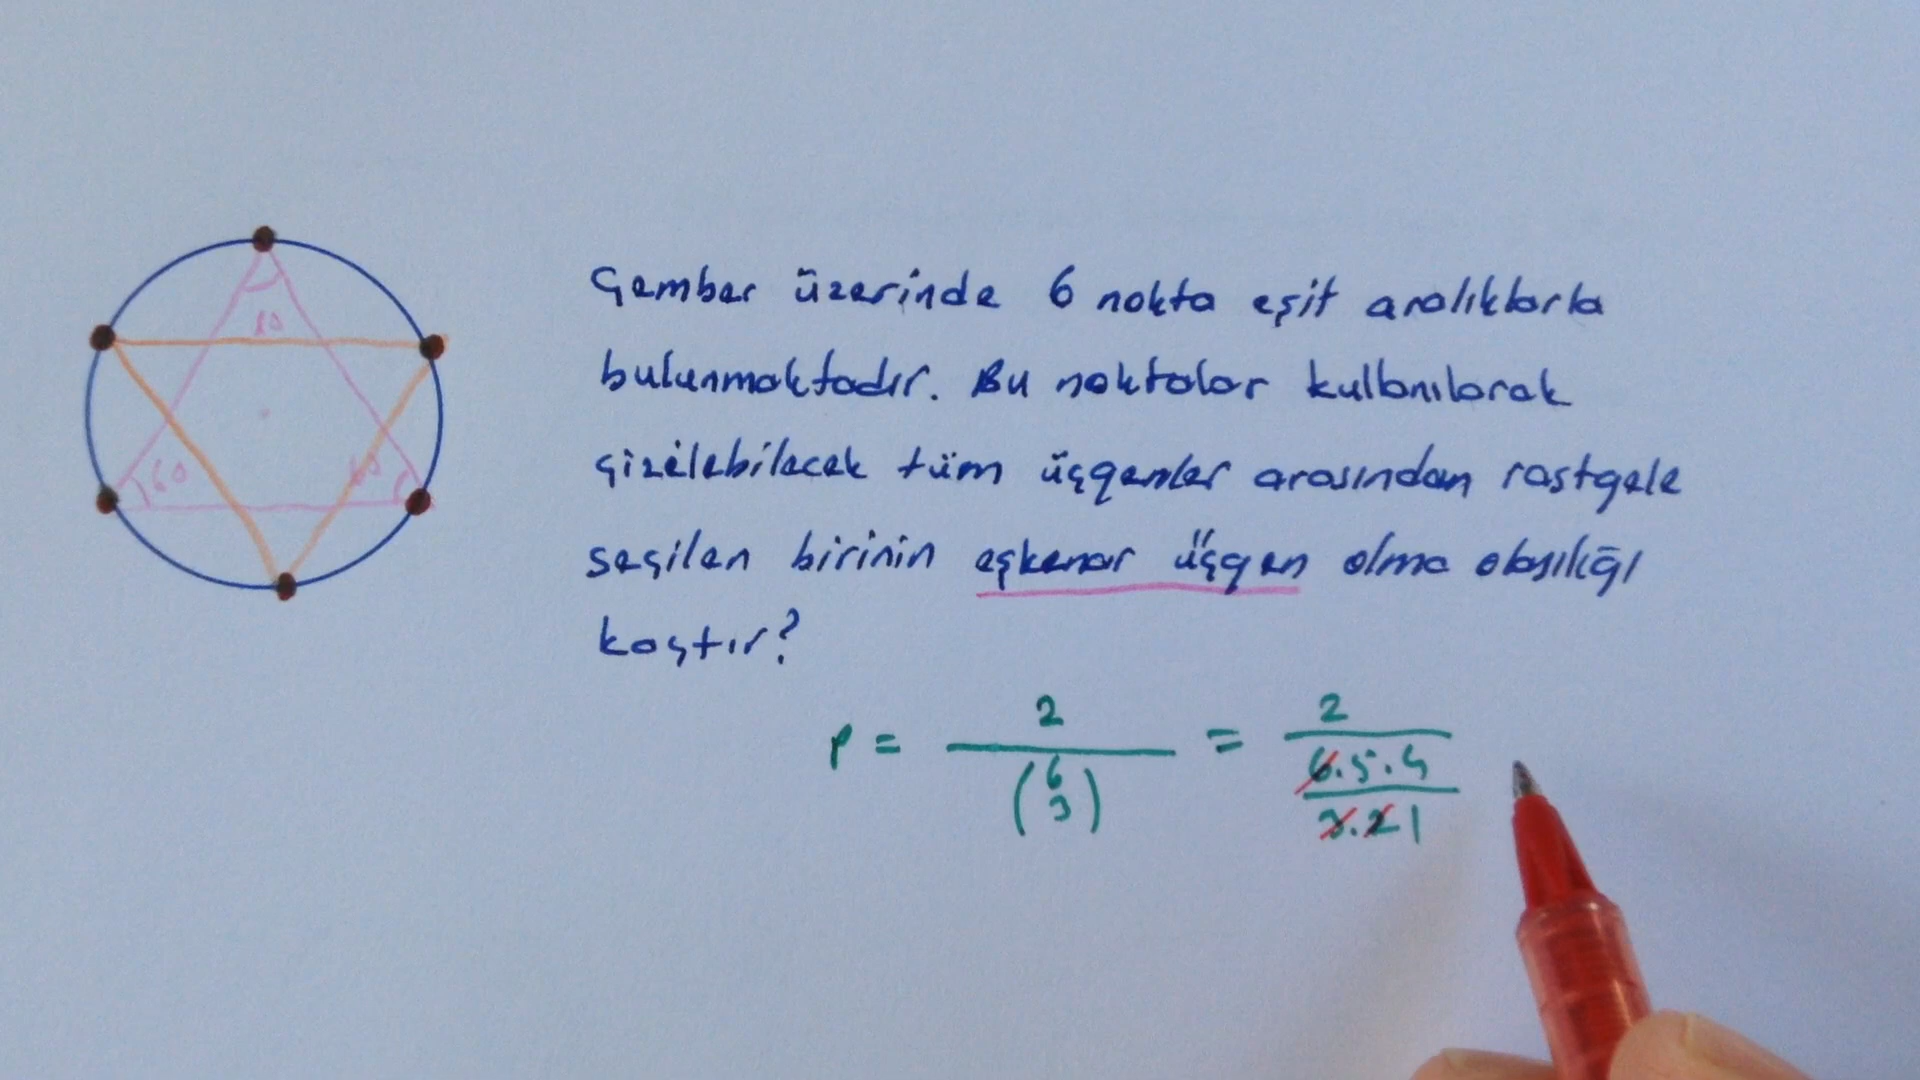 Çember üzerinde 6 nokta eşit aralıklarla
bulunmaktadır. Bu noktalar kullanılarak
çizilebilecek tüm üçgenler arasından rastgele
seçilen birinin eşkenar üçgen olma olasılığı
kaçtır?
60
60
P = 2 / (6 3) = 2 / (6.5.4 / 3.2.1)